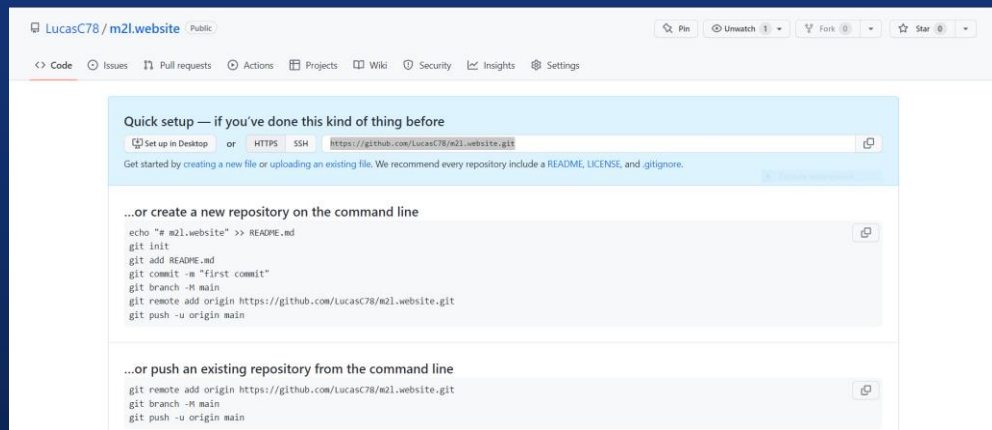 LucasC78 / m2l.website Public
Pin
Unwatch 1
Fork 0
Star 0
Code Issues Pull requests Actions Projects Wiki Security Insights Settings
Quick setup — if you've done this kind of thing before
Set up in Desktop or HTTPS SSH https://github.com/LucasC78/m2l.website.git
Get started by creating a new file or uploading an existing file. We recommend every repository include a README, LICENSE, and .gitignore.
...or create a new repository on the command line
echo "# m2l.website" >> README.md
git init
git add README.md
git commit -m "first commit"
git branch -M main
git remote add origin https://github.com/LucasC78/m2l.website.git
git push -u origin main
...or push an existing repository from the command line
git remote add origin https://github.com/LucasC78/m2l.website.git
git branch -M main
git push -u origin main